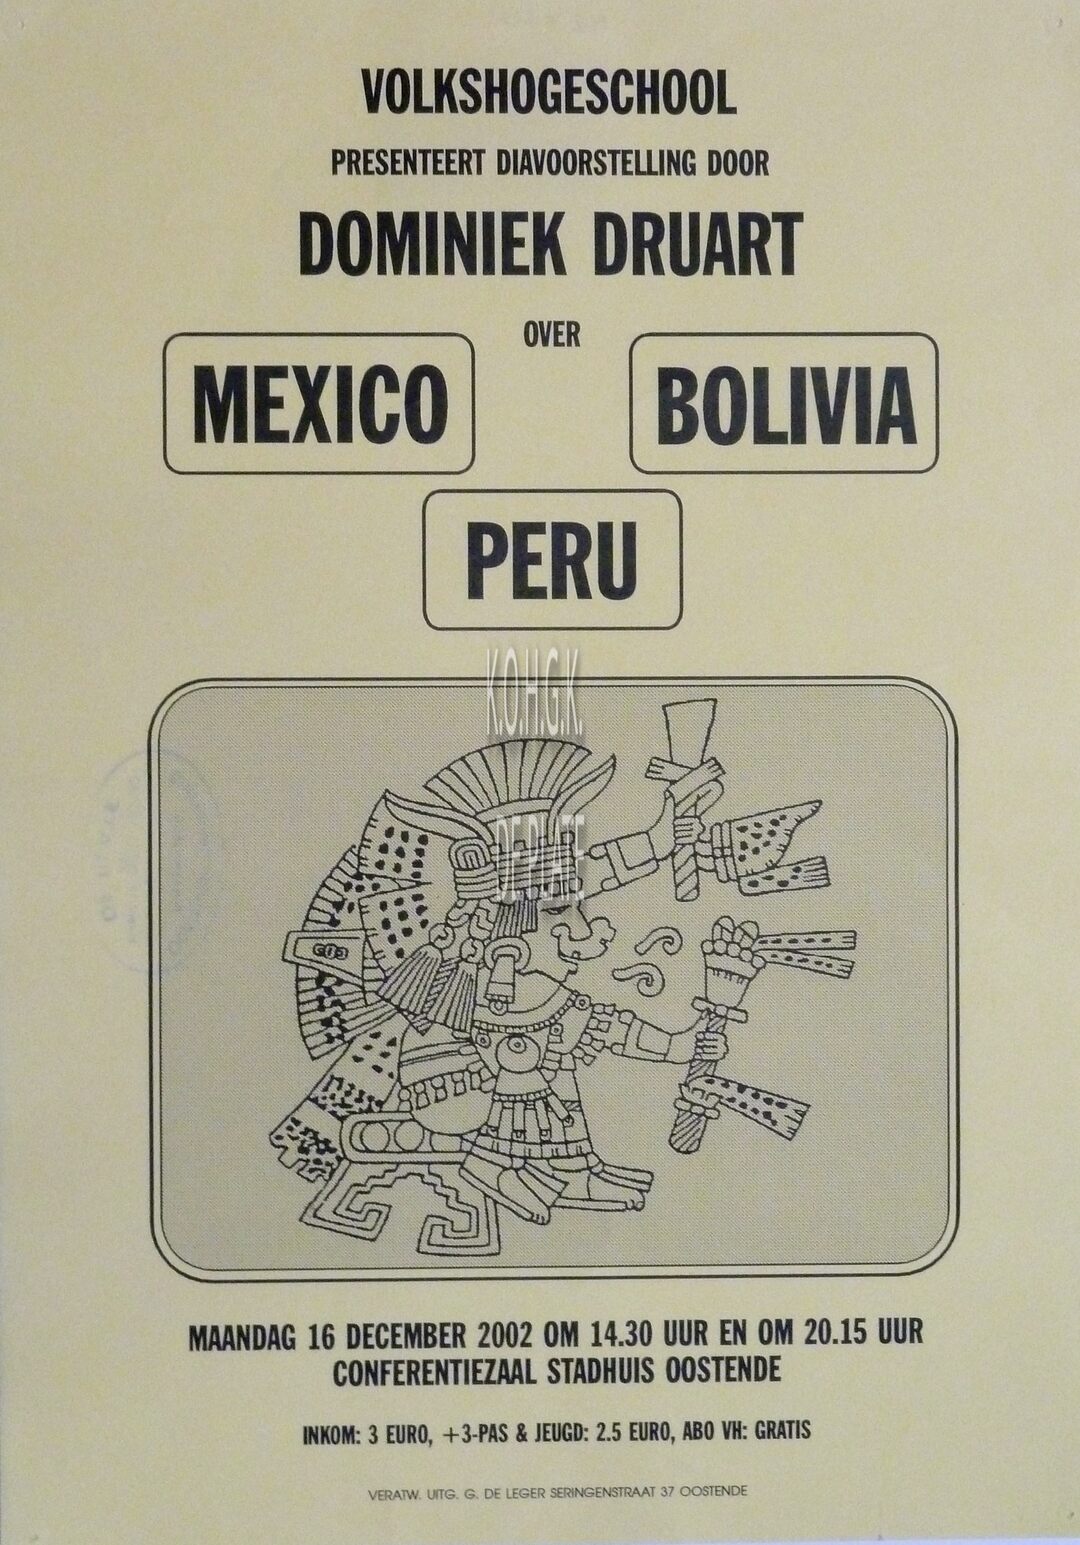 VOLKSHOGESCHOOL
PRESENTEERT DIAVOORSTELLING DOOR
DOMINIEK DRUART
OVER
MEXICO
BOLIVIA
PERU
K.O.H.G.K.
DE PLATE
MAANDAG 16 DECEMBER 2002 OM 14.30 UUR EN OM 20.15 UUR
CONFERENTIEZAAL STADHUIS OOSTENDE
INKOM: 3 EURO, +3-PAS & JEUGD: 2.5 EURO, ABO VH: GRATIS
VERATW. UITG. G. DE LEGER SERINGENSTRAAT 37 OOSTENDE